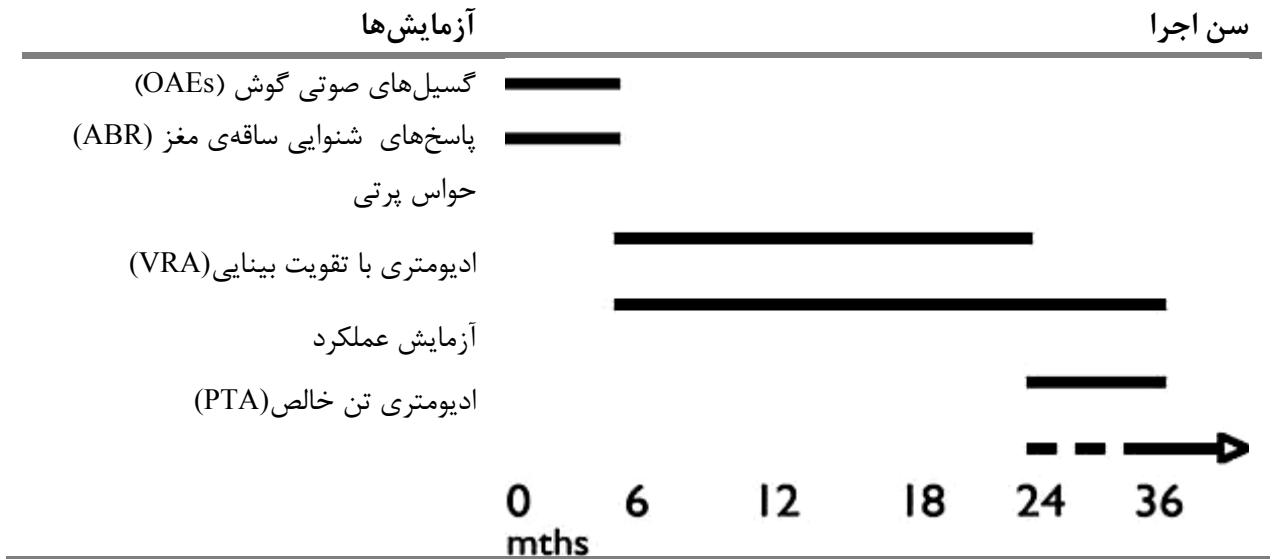 سن اجرا آزمایش‌ها
گسیل‌های صوتی گوش (OAEs)
پاسخ‌های شنوایی ساقه‌ی مغز (ABR)
حواس پرتی
ادیومتری با تقویت بینایی(VRA)
آزمایش عملکرد
ادیومتری تن خالص(PTA)
0 6 12 18 24 36
mths